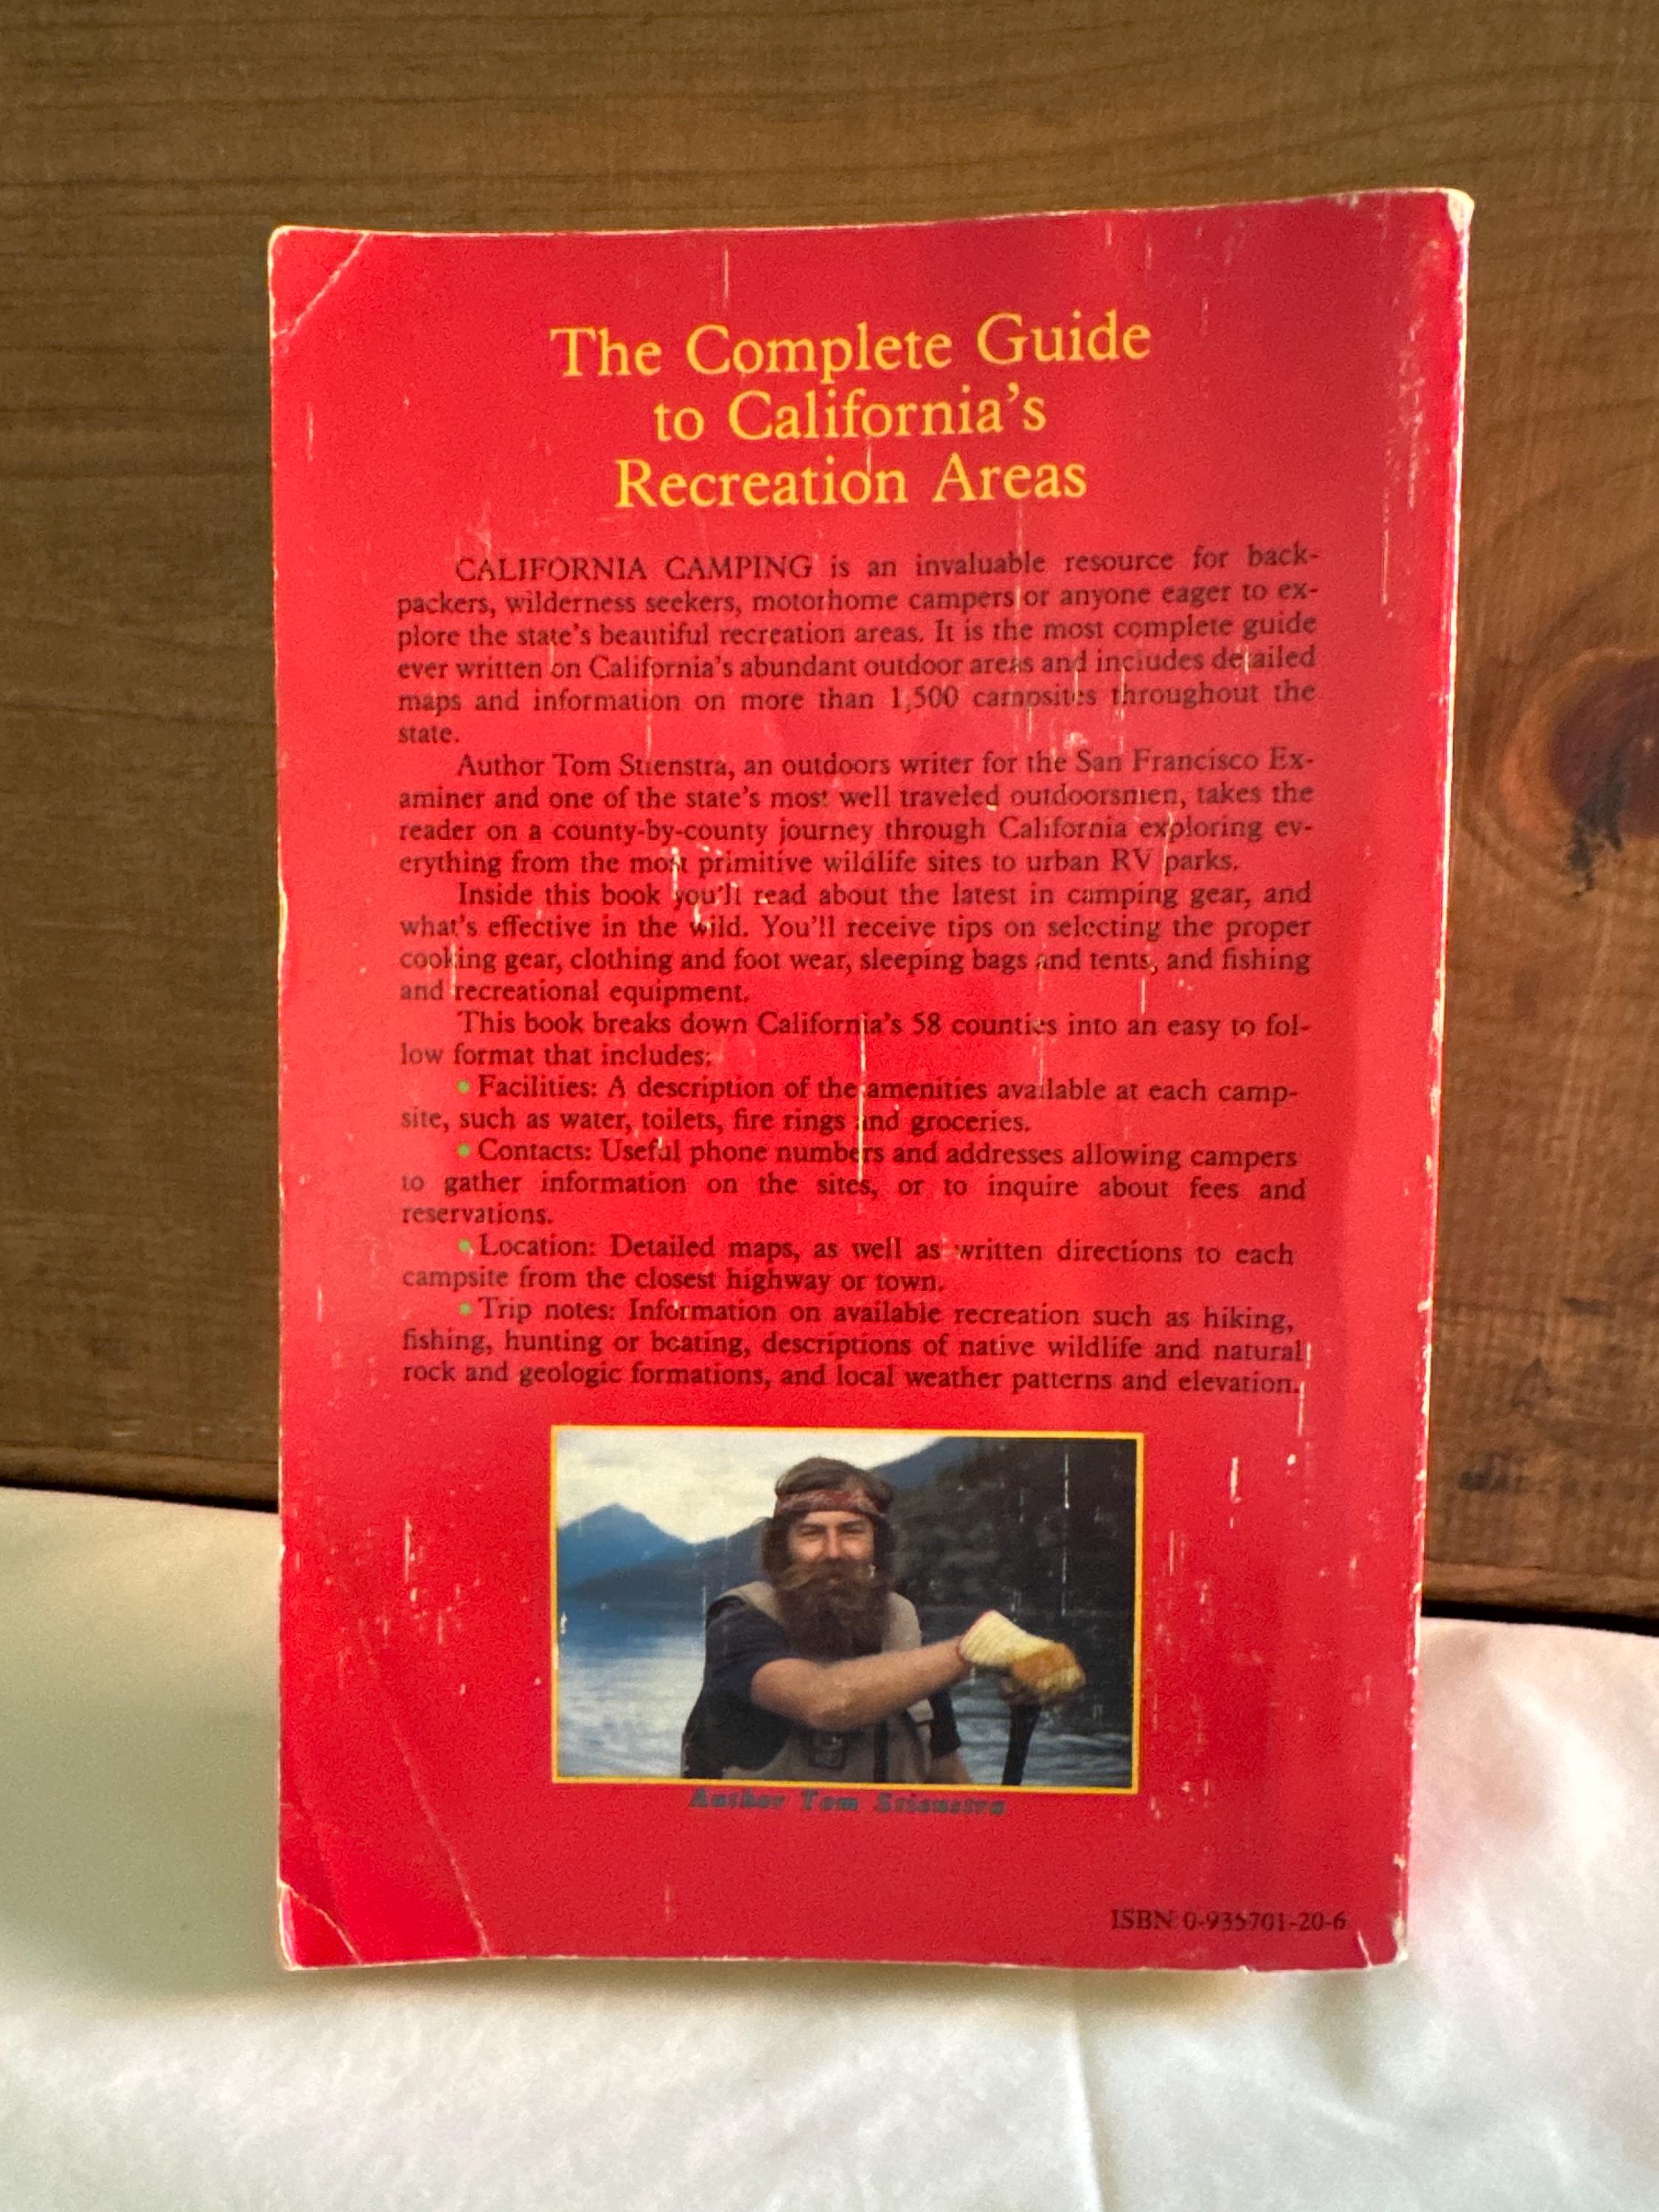 The Complete Guide
to California's
Recreation Areas
CALIFORNIA CAMPING is an invaluable resource for back-
packers, wilderness seekers, motorhome campers or anyone eager to ex-
plore the state's beautiful recreation areas. It is the most complete guide
ever written on California's abundant outdoor areas and includes detailed
maps and information on more than 1,500 campsites throughout the
state.
Author Tom Stienstra, an outdoors writer for the San Francisco Ex-
aminer and one of the state's most well traveled outdoorsmen, takes the
reader on a county-by-county journey through California exploring ev-
erything from the most primitive wildlife sites to urban RV parks.
Inside this book you'll read about the latest in camping gear, and
what's effective in the wild. You'll receive tips on selecting the proper
cooking gear, clothing and foot wear, sleeping bags and tents, and fishing
and recreational equipment.
This book breaks down California's 58 counties into an easy to fol-
low format that includes:
• Facilities: A description of the amenities available at each camp-
site, such as water, toilets, fire rings and groceries.
• Contacts: Useful phone numbers and addresses allowing campers
to gather information on the sites, or to inquire about fees and
reservations.
• Location: Detailed maps, as well as written directions to each
campsite from the closest highway or town.
• Trip notes: Information on available recreation such as hiking,
fishing, hunting or boating, descriptions of native wildlife and natural
rock and geologic formations, and local weather patterns and elevation.
Author Tom Stienstra
ISBN 0-935701-20-6